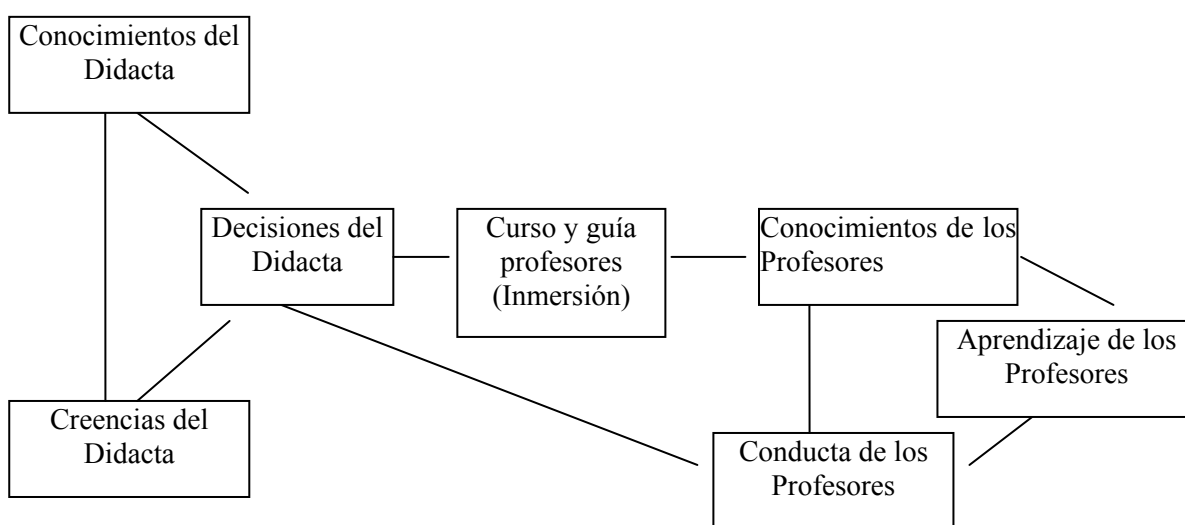 Conocimientos del
Didacta
Decisiones del
Didacta
Curso y guía
profesores
(Inmersión)
Conocimientos de los
Profesores
Aprendizaje de los
Profesores
Creencias del
Didacta
Conducta de los
Profesores